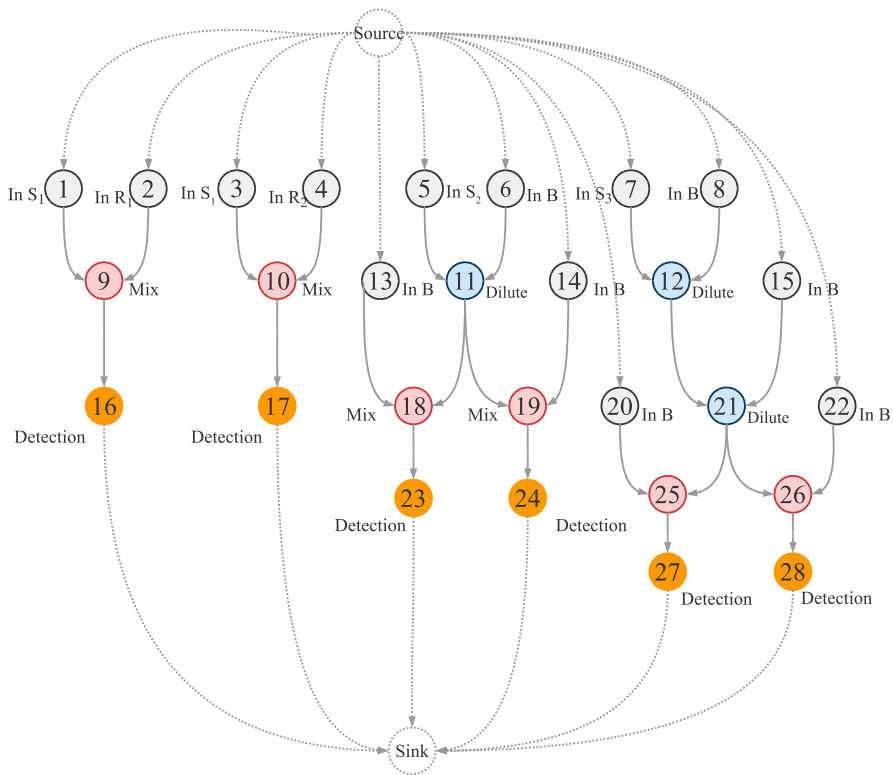 Source
In S1 1 In R1 2 In S1 3 In R2 4 5 In S2 6 In B In S3 7 In B 8
9 Mix 10 Mix 13 In B 11 Dilute 14 In B 12 Dilute 15 In B
16 17 Mix 18 Mix 19 20 In B 21 Dilute 22 In B
Detection Detection
23 24 25 26
Detection Detection
27 28
Detection Detection
Sink